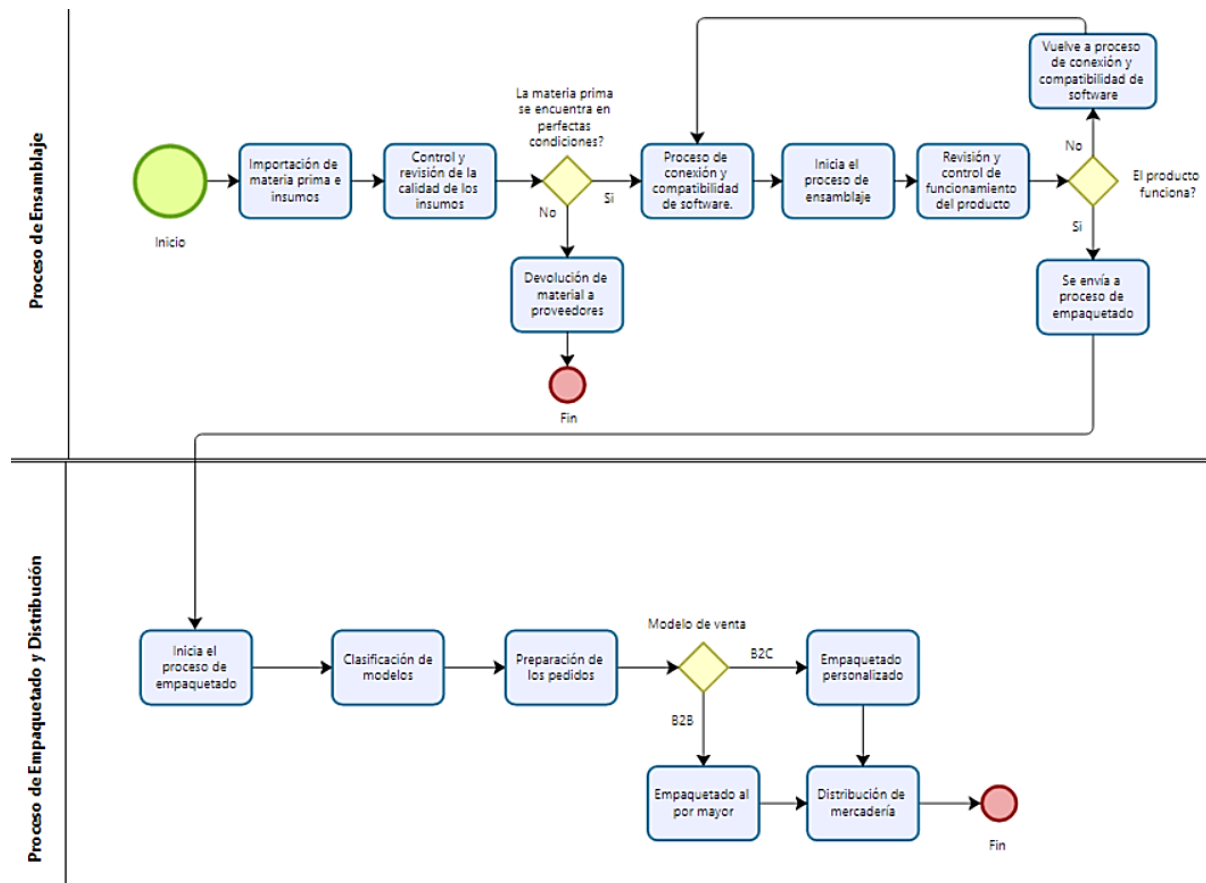 Proceso de Ensamblaje
Inicio
Importación de
materia prima e
insumos
Control y
revisión de la
calidad de los
insumos
La materia prima
se encuentra en
perfectas
condiciones?
Si
No
Devolución de
material a
proveedores
Fin
Proceso de
conexión y
compatibilidad
de software.
Inicia el
proceso de
ensamblaje
Revisión y
control de
funcionamiento
del producto
El producto
funciona?
No
Vuelve a proceso
de conexión y
compatibilidad de
software
Si
Se envía a
proceso de
empaquetado
Proceso de Empaquetado y Distribución
Inicia el
proceso de
empaquetado
Clasificación de
modelos
Preparación de
los pedidos
Modelo de venta
B2C
Empaquetado
personalizado
B2B
Empaquetado al
por mayor
Distribución de
mercadería
Fin